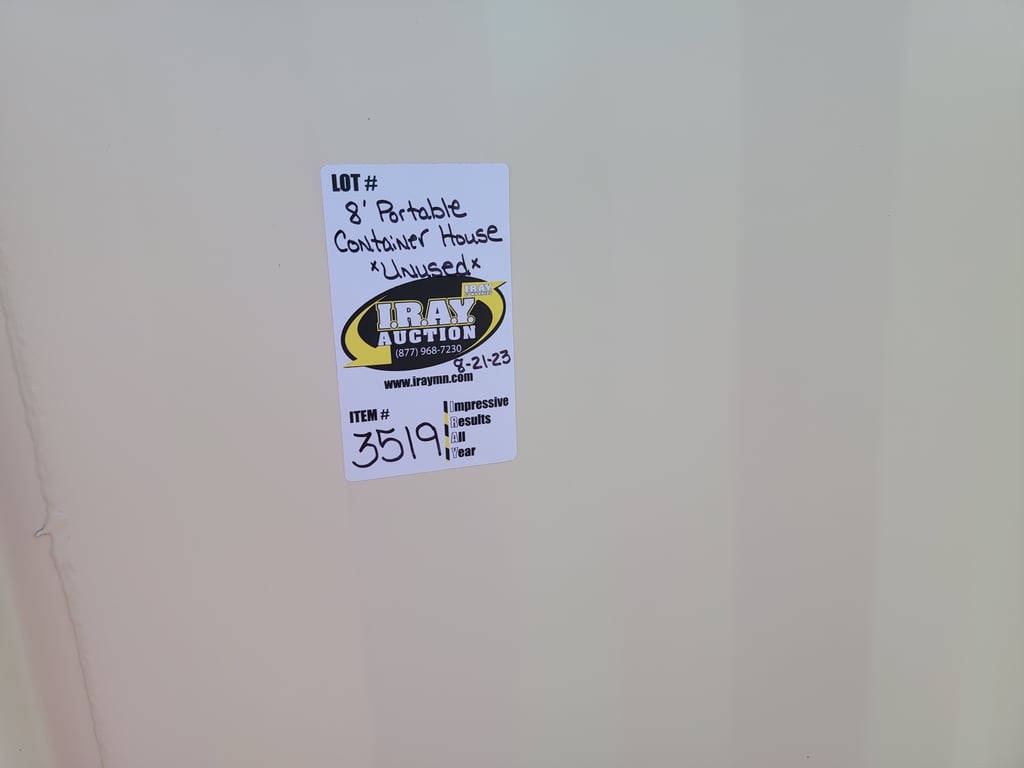 LOT #
8' Portable
Container House
*Unused*
I.RAY
I.R.A.Y.
AUCTION
(877) 968-7230
8-21-23
www.iraymn.com
ITEM #
3519
Impressive
Results
All
Year